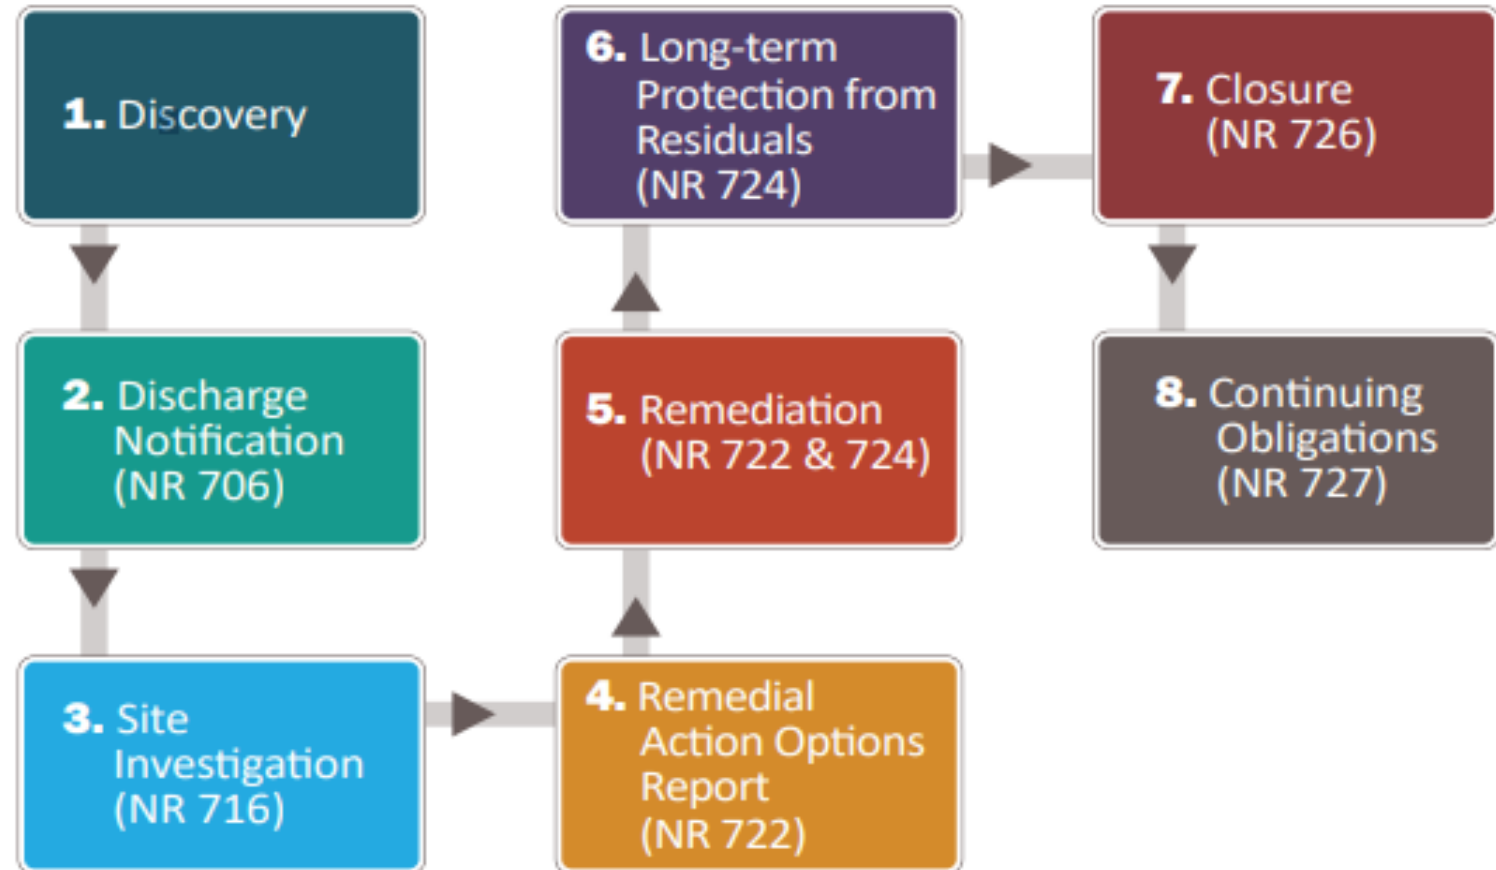 1. Discovery
2. Discharge
Notification
(NR 706)
3. Site
Investigation
(NR 716)
4. Remedial
Action Options
Report
(NR 722)
5. Remediation
(NR 722 & 724)
6. Long-term
Protection from
Residuals
(NR 724)
7. Closure
(NR 726)
8. Continuing
Obligations
(NR 727)